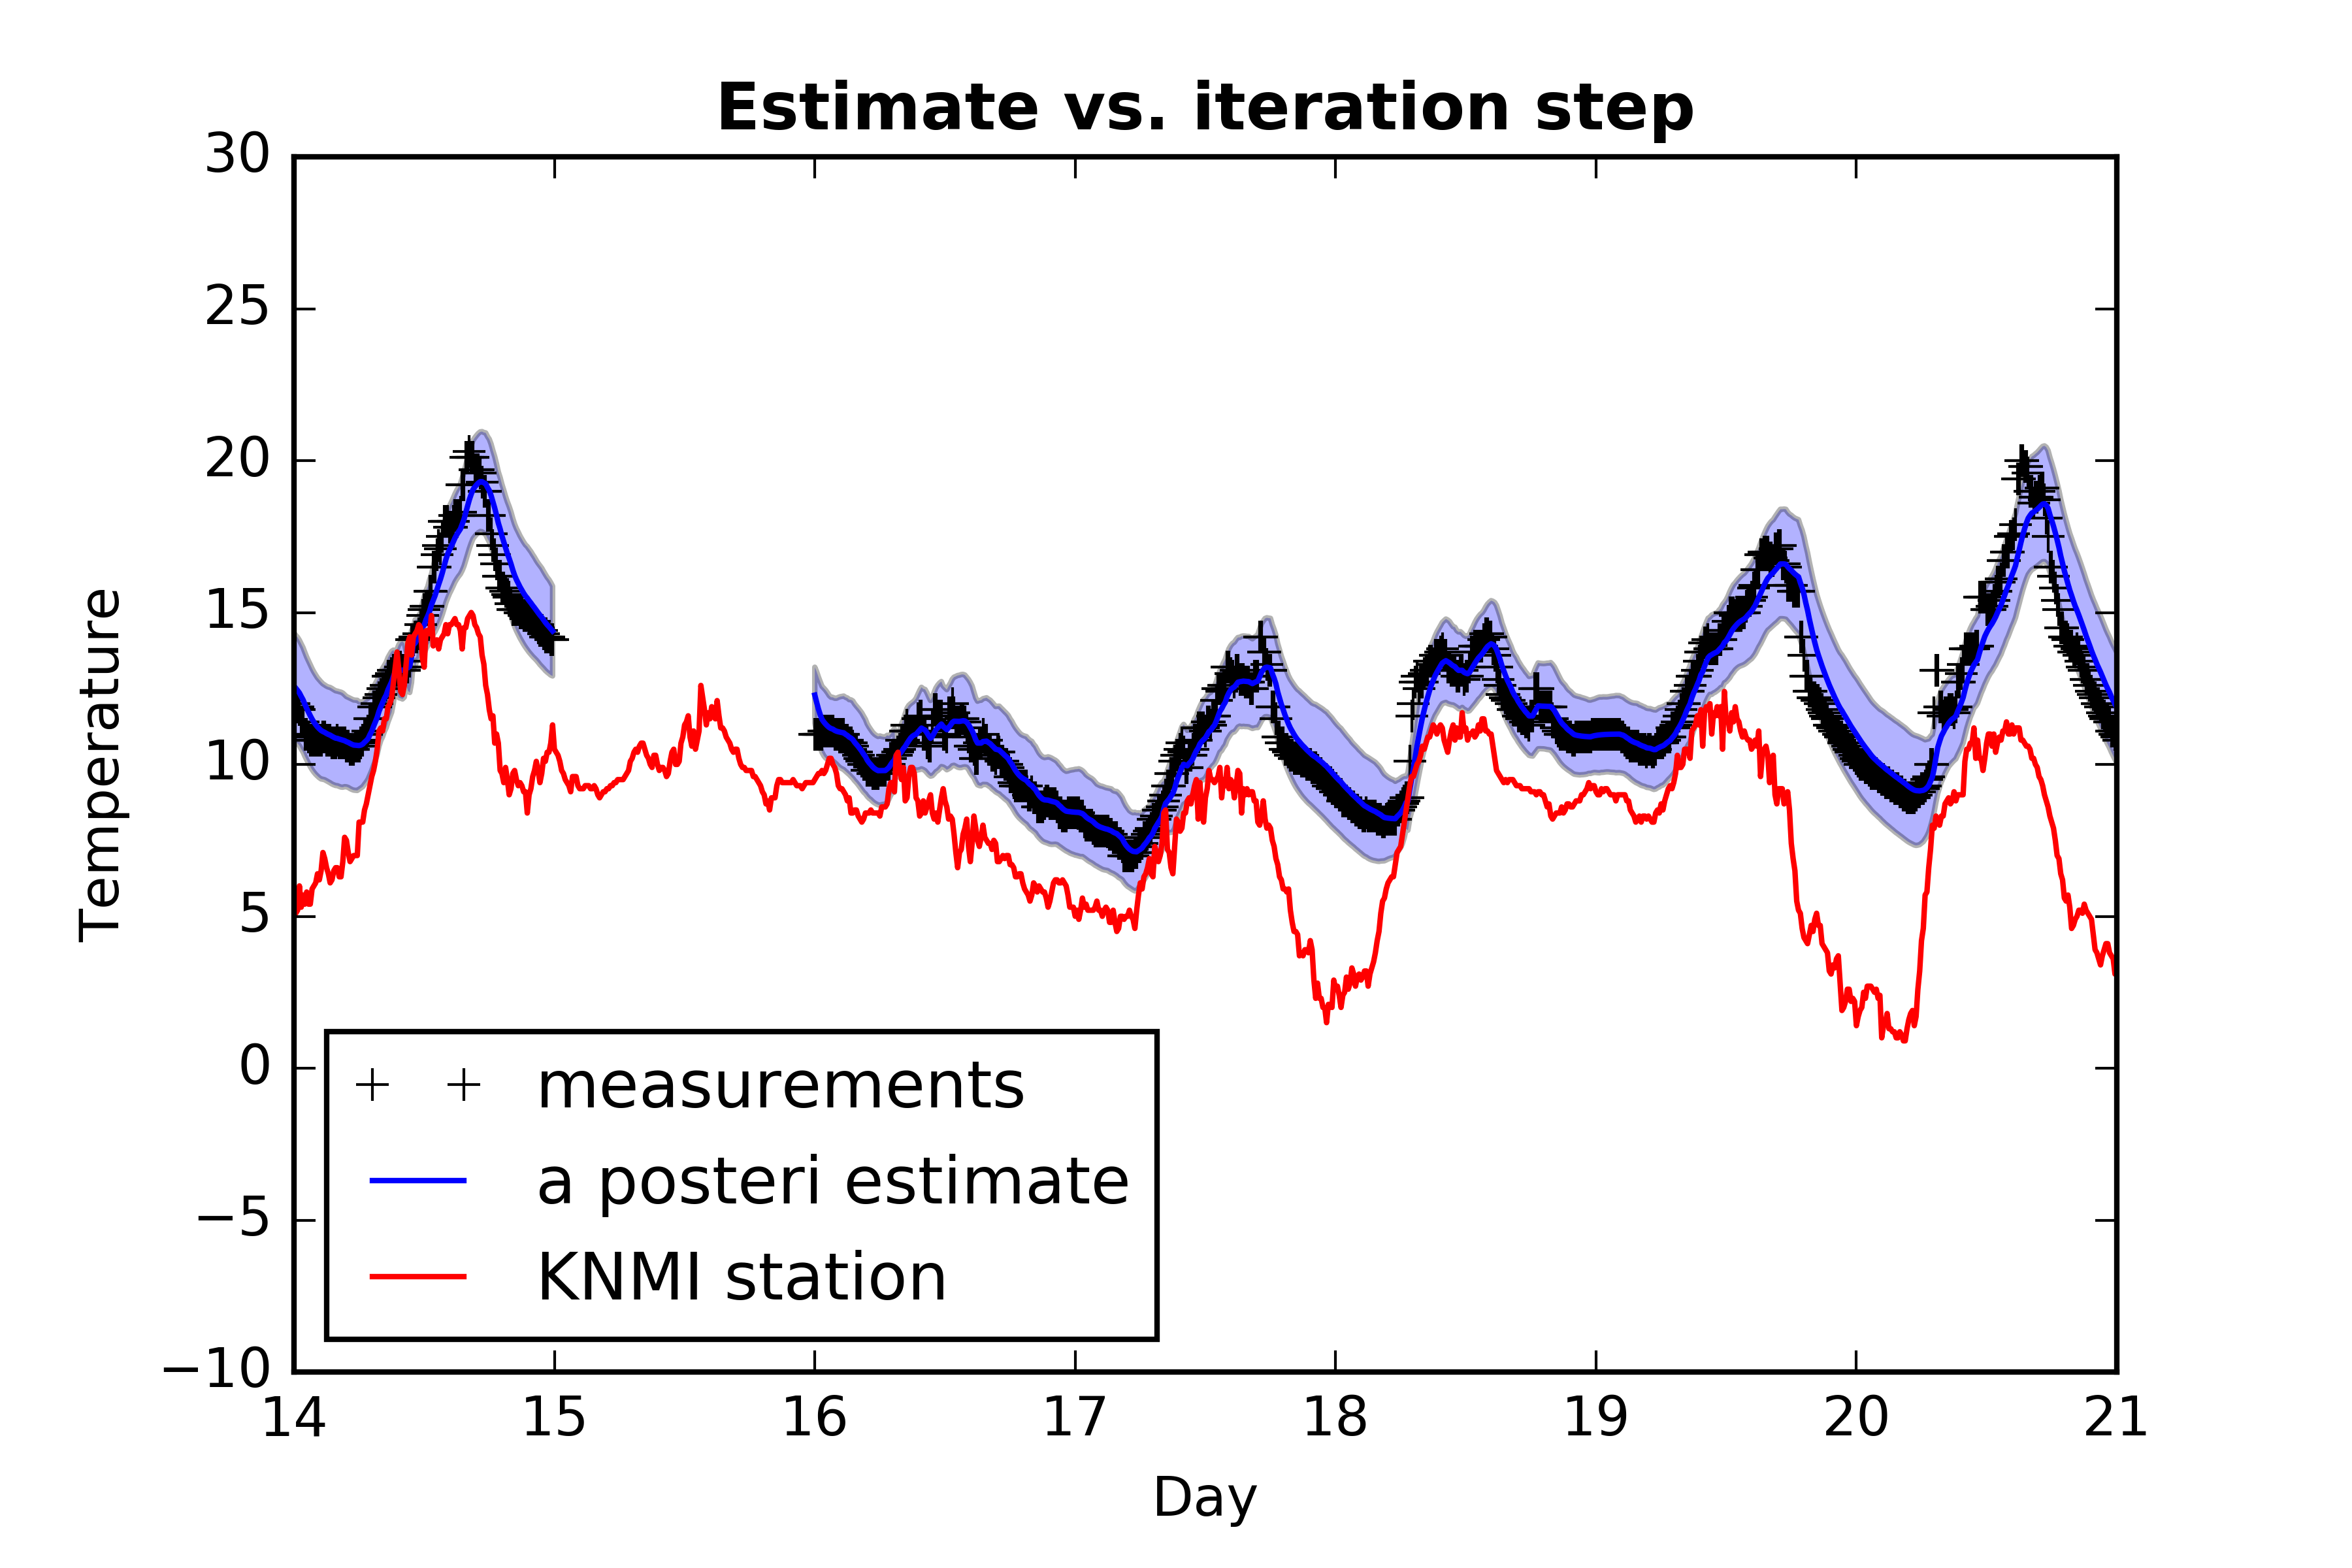 Estimate vs. iteration step
30
25
20
15
10
5
0
−5
−10
Temperature
measurements
a posteri estimate
KNMI station
14 15 16 17 18 19 20 21
Day